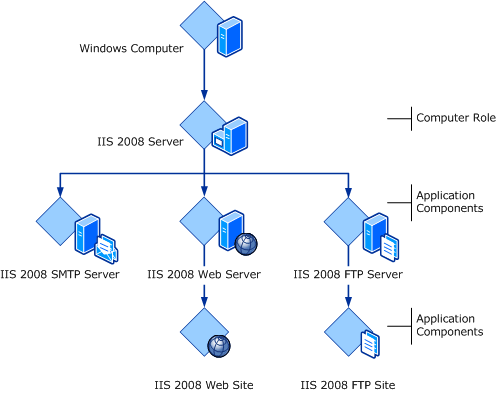 Windows Computer
IIS 2008 Server
Computer Role
Application
Components
IIS 2008 SMTP Server
IIS 2008 Web Server
IIS 2008 FTP Server
Application
Components
IIS 2008 Web Site
IIS 2008 FTP Site